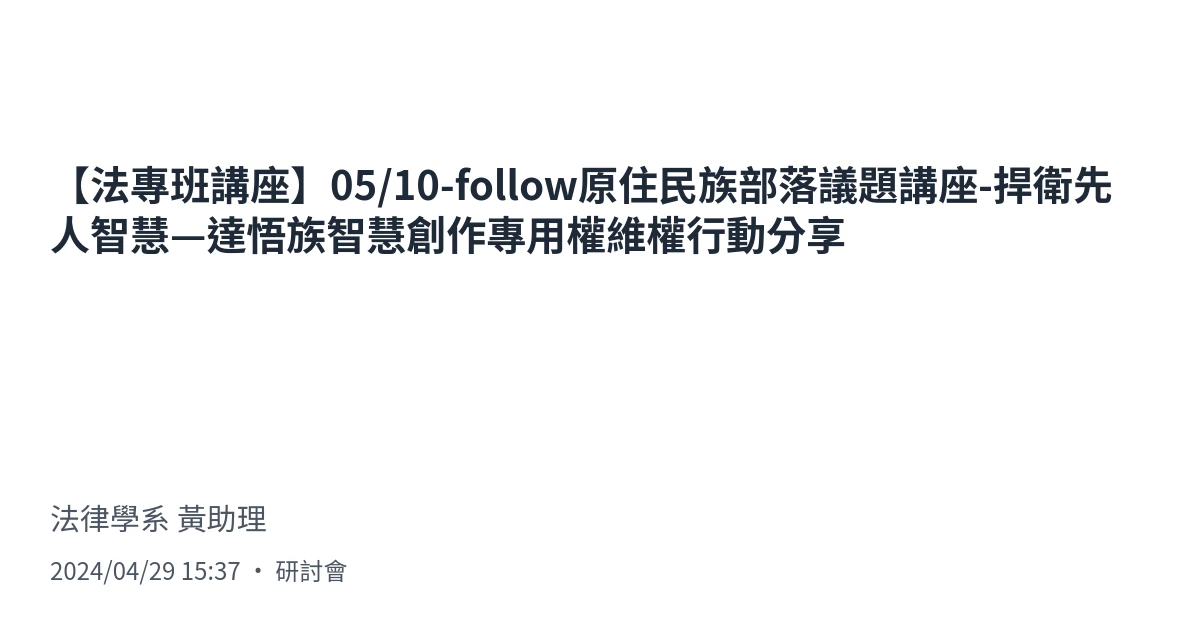 【法專班講座】05/10-follow原住民族部落議題講座-捍衛先
人智慧—達悟族智慧創作專用權維權行動分享
法律學系 黃助理
2024/04/29 15:37 • 研討會